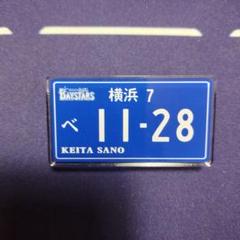 BAYSTARS 横浜 7
べ 11-28
KEITA SANO